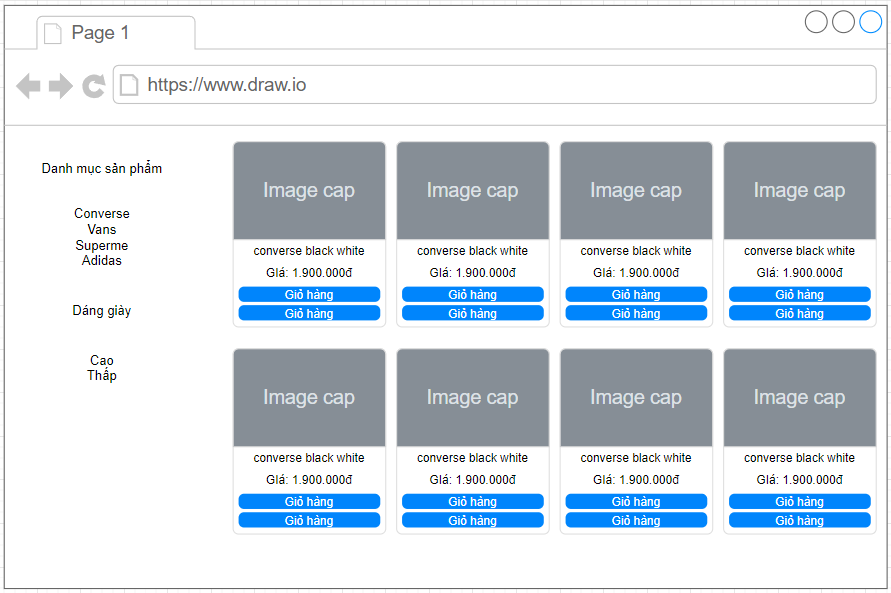 Page 1
https://www.draw.io
Danh mục sản phẩm
Converse
Vans
Superme
Adidas
Dáng giày
Cao
Thấp
Image cap
converse black white
Giá: 1.900.000đ
Giỏ hàng
Giỏ hàng
Image cap
converse black white
Giá: 1.900.000đ
Giỏ hàng
Giỏ hàng
Image cap
converse black white
Giá: 1.900.000đ
Giỏ hàng
Giỏ hàng
Image cap
converse black white
Giá: 1.900.000đ
Giỏ hàng
Giỏ hàng
Image cap
converse black white
Giá: 1.900.000đ
Giỏ hàng
Giỏ hàng
Image cap
converse black white
Giá: 1.900.000đ
Giỏ hàng
Giỏ hàng
Image cap
converse black white
Giá: 1.900.000đ
Giỏ hàng
Giỏ hàng
Image cap
converse black white
Giá: 1.900.000đ
Giỏ hàng
Giỏ hàng